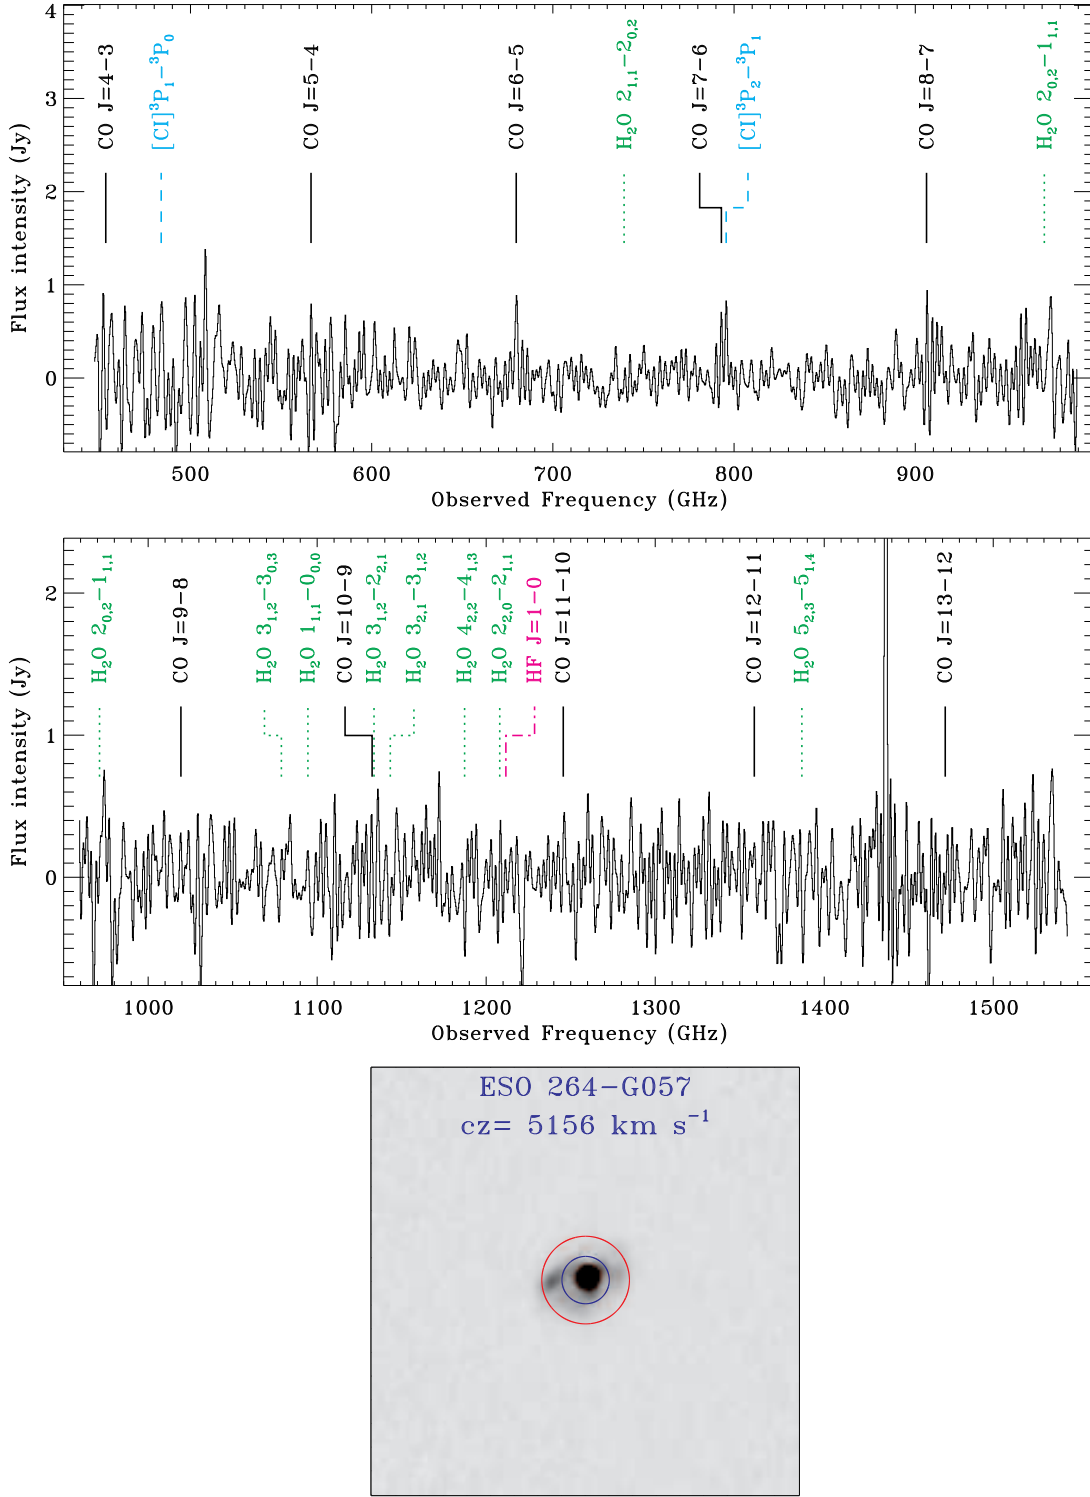 4
3
2
1
0
Flux intensity (Jy)
CO J=4−3
[CI]³P₁−³P₀
CO J=5−4
CO J=6−5
H₂O 2₁,₁−2₀,₂
CO J=7−6
[CI]³P₂−³P₁
CO J=8−7
H₂O 2₀,₂−1₁,₁
500 600 700 800 900
Observed Frequency (GHz)
2
1
0
Flux intensity (Jy)
H₂O 2₀,₂−1₁,₁
CO J=9−8
H₂O 3₁,₂−3₀,₃
H₂O 1₁,₁−0₀,₀
CO J=10−9
H₂O 3₁,₂−2₂,₁
H₂O 3₂,₁−3₁,₂
H₂O 4₂,₂−4₁,₃
H₂O 2₂,₀−2₁,₁
HF J=1−0
CO J=11−10
CO J=12−11
H₂O 5₂,₃−5₁,₄
CO J=13−12
1000 1100 1200 1300 1400 1500
Observed Frequency (GHz)
ESO 264−G057
cz= 5156 km s⁻¹